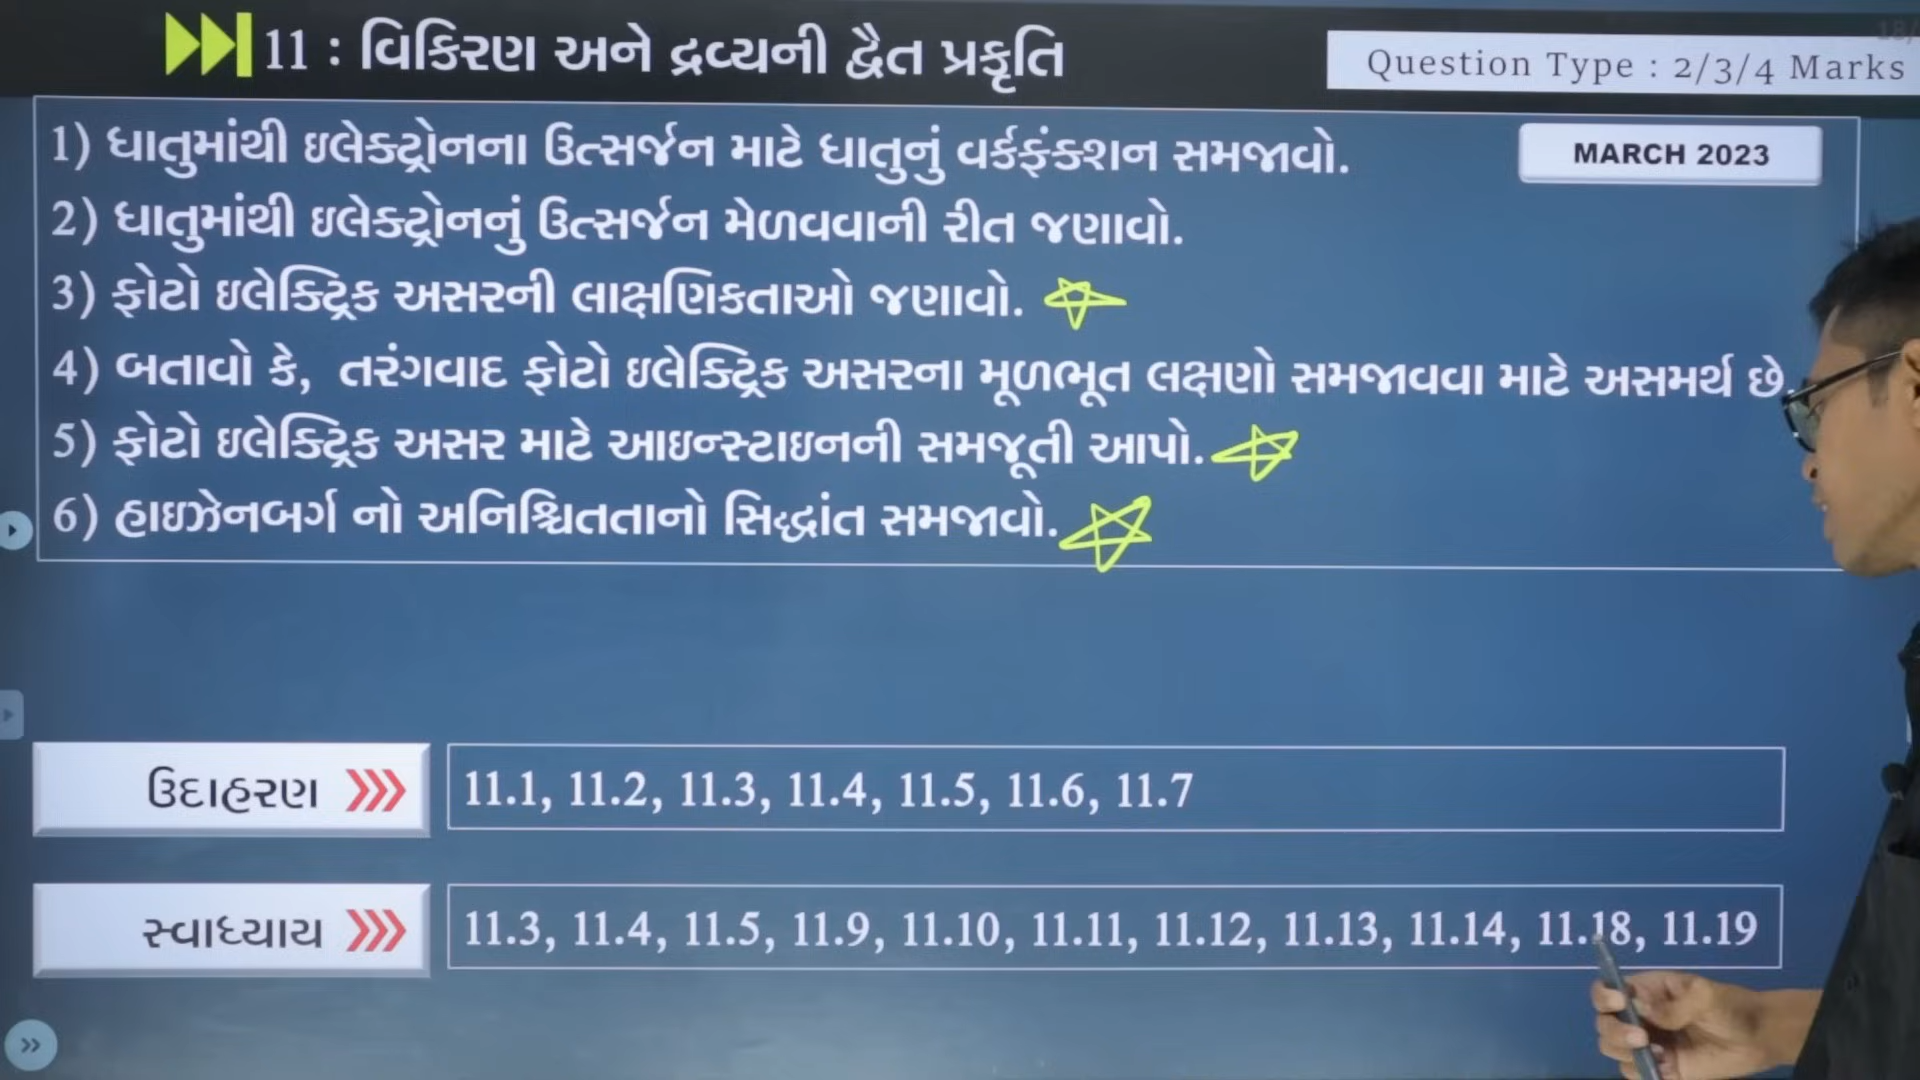 11 : વિકિરણ અને દ્રવ્યની દ્વૈત પ્રકૃતિ
Question Type : 2/3/4 Marks
1) ધાતુમાંથી ઇલેક્ટ્રોનના ઉત્સર્જન માટે ધાતુનું વર્કફંક્શન સમજાવો.
MARCH 2023
2) ધાતુમાંથી ઇલેક્ટ્રોનનું ઉત્સર્જન મેળવવાની રીત જણાવો.
3) ફોટો ઇલેક્ટ્રિક અસરની લાક્ષણિકતાઓ જણાવો.
4) બતાવો કે, તરંગવાદ ફોટો ઇલેક્ટ્રિક અસરના મૂળભૂત લક્ષણો સમજાવવા માટે અસમર્થ છે.
5) ફોટો ઇલેક્ટ્રિક અસર માટે આઇન્સ્ટાઇનની સમજૂતી આપો.
6) હાઇઝેનબર્ગ નો અનિશ્ચિતતાનો સિદ્ધાંત સમજાવો.
ઉદાહરણ
11.1, 11.2, 11.3, 11.4, 11.5, 11.6, 11.7
સ્વાધ્યાય
11.3, 11.4, 11.5, 11.9, 11.10, 11.11, 11.12, 11.13, 11.14, 11.18, 11.19